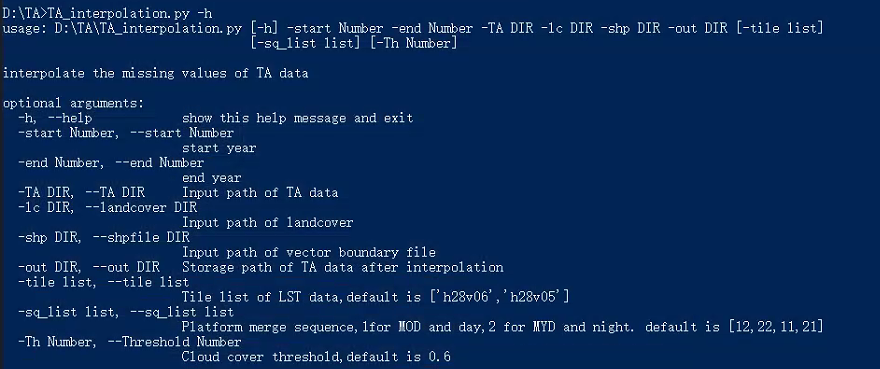 D:\TA>TA_interpolation.py -h
usage: D:\TA\TA_interpolation.py [-h] -start Number -end Number -TA DIR -lc DIR -shp DIR -out DIR [-tile list]
[-sq_list list] [-Th Number]
interpolate the missing values of TA data
optional arguments:
-h, --help show this help message and exit
-start Number, --start Number
start year
-end Number, --end Number
end year
-TA DIR, --TA DIR Input path of TA data
-lc DIR, --landcover DIR
Input path of landcover
-shp DIR, --shpfile DIR
Input path of vector boundary file
-out DIR, --out DIR Storage path of TA data after interpolation
-tile list, --tile list
Tile list of LST data,default is ['h28v06','h28v05']
-sq_list list, --sq_list list
Platform merge sequence,1for MOD and day,2 for MYD and night. default is [12,22,11,21]
-Th Number, --Threshold Number
Cloud cover threshold,default is 0.6